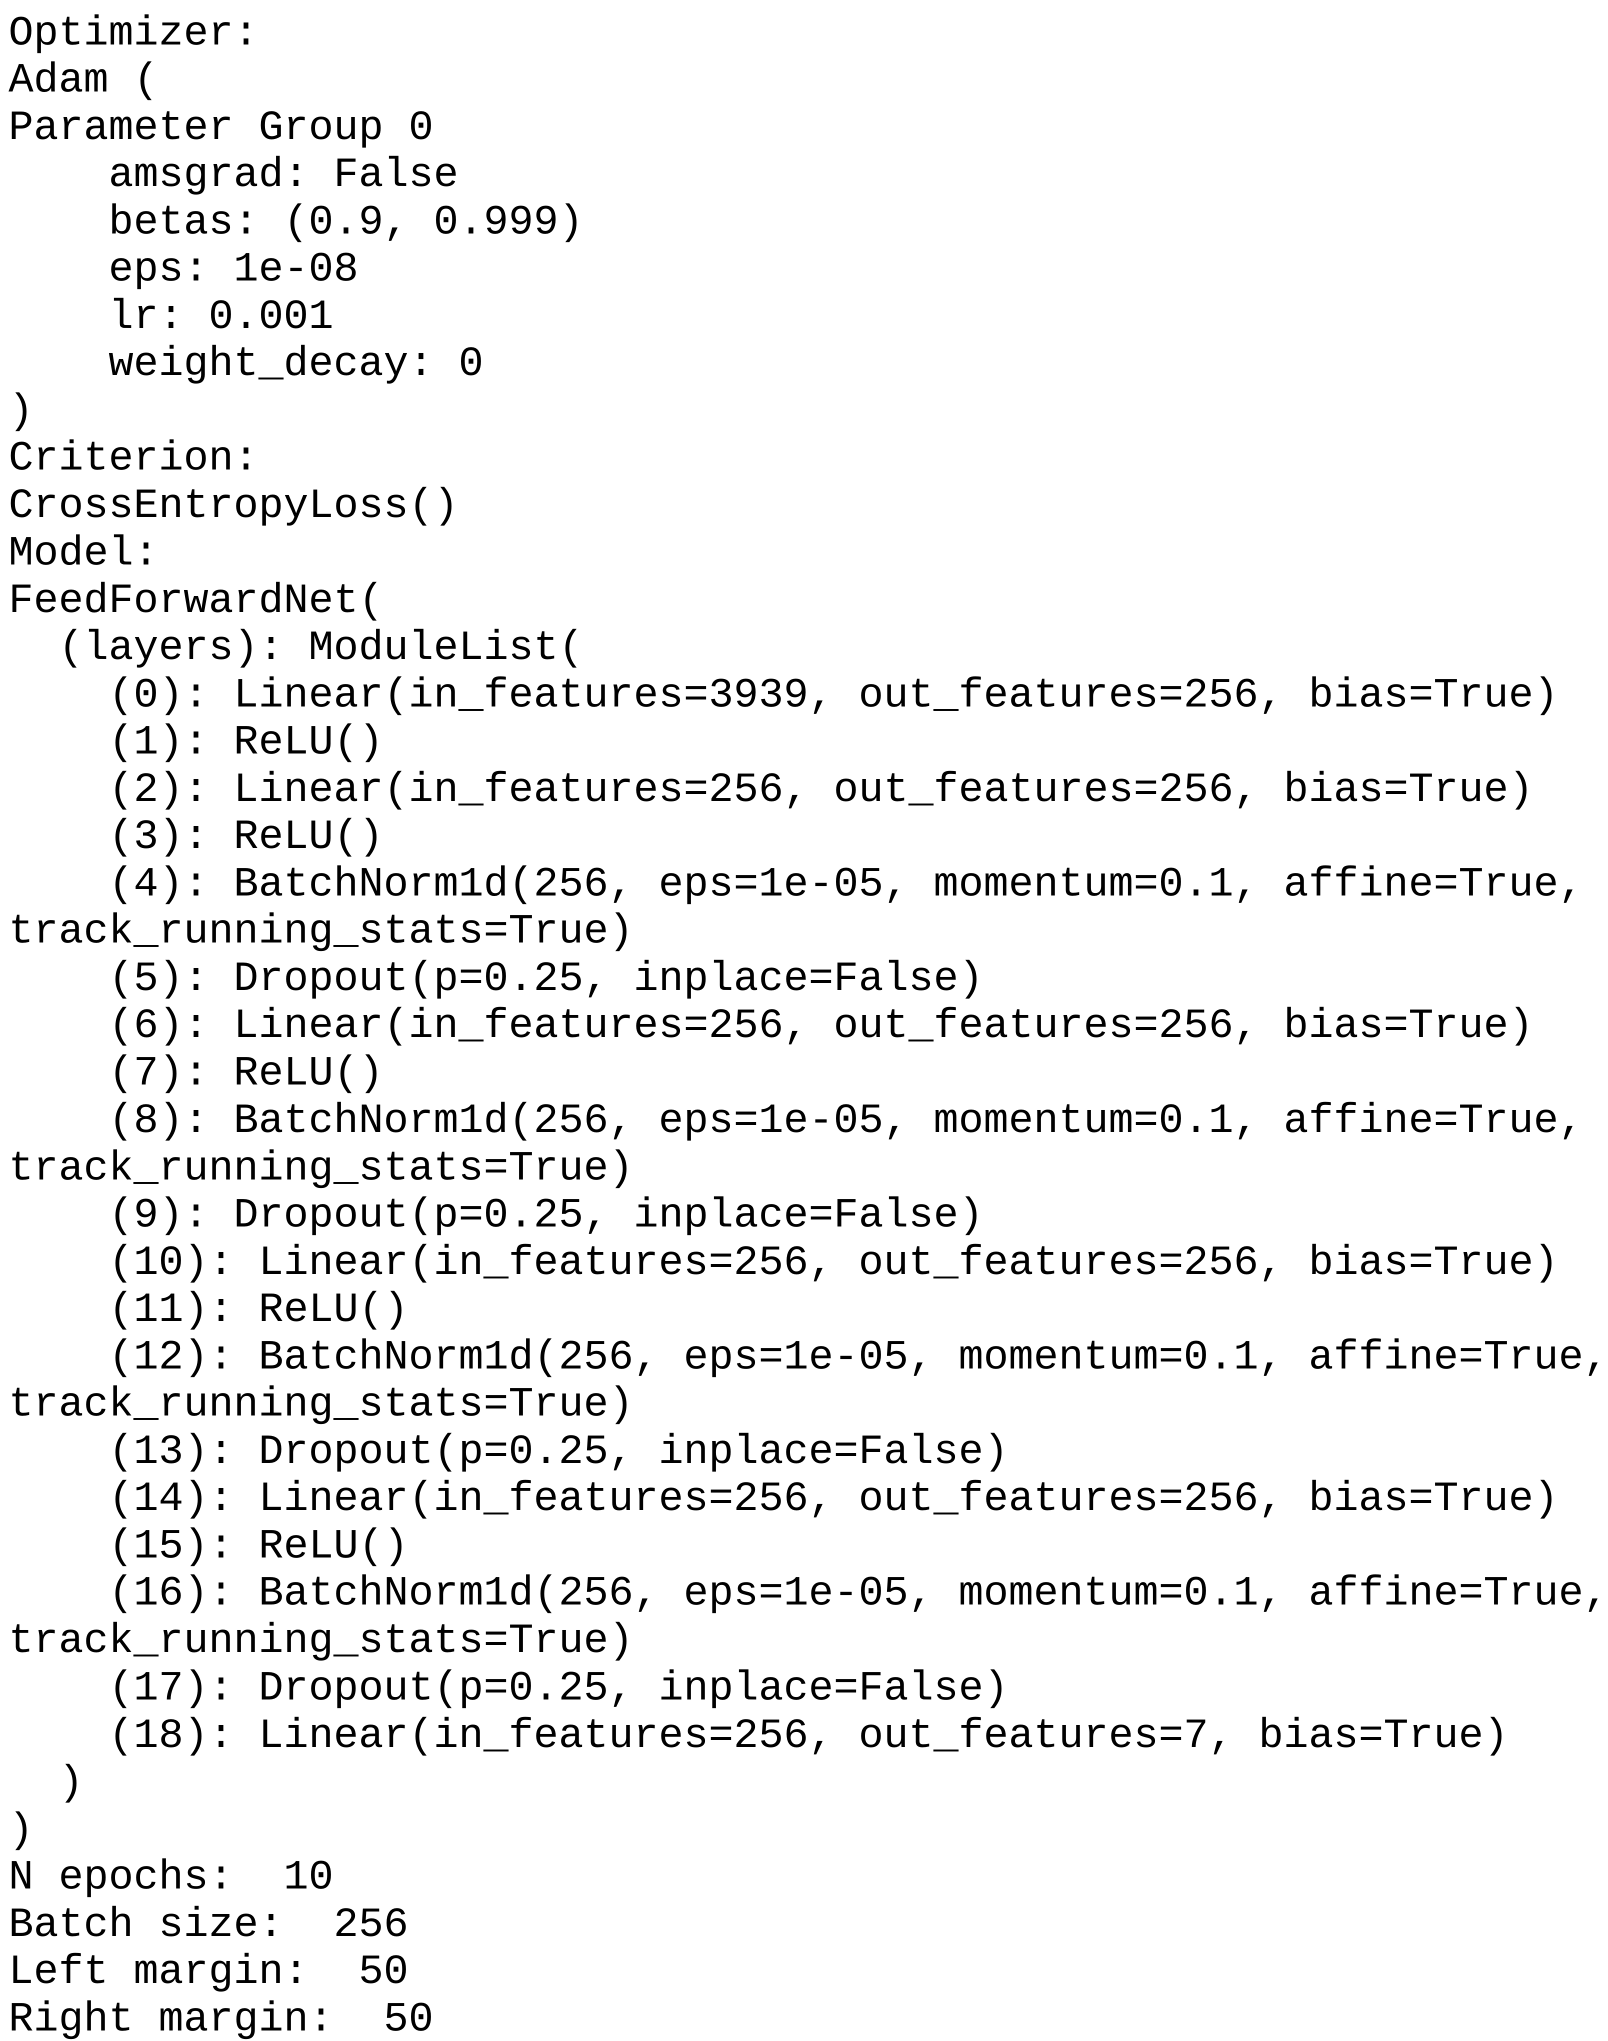 Optimizer:
Adam (
Parameter Group 0
    amsgrad: False
    betas: (0.9, 0.999)
    eps: 1e-08
    lr: 0.001
    weight_decay: 0
)
Criterion:
CrossEntropyLoss()
Model:
FeedForwardNet(
  (layers): ModuleList(
    (0): Linear(in_features=3939, out_features=256, bias=True)
    (1): ReLU()
    (2): Linear(in_features=256, out_features=256, bias=True)
    (3): ReLU()
    (4): BatchNorm1d(256, eps=1e-05, momentum=0.1, affine=True,
track_running_stats=True)
    (5): Dropout(p=0.25, inplace=False)
    (6): Linear(in_features=256, out_features=256, bias=True)
    (7): ReLU()
    (8): BatchNorm1d(256, eps=1e-05, momentum=0.1, affine=True,
track_running_stats=True)
    (9): Dropout(p=0.25, inplace=False)
    (10): Linear(in_features=256, out_features=256, bias=True)
    (11): ReLU()
    (12): BatchNorm1d(256, eps=1e-05, momentum=0.1, affine=True,
track_running_stats=True)
    (13): Dropout(p=0.25, inplace=False)
    (14): Linear(in_features=256, out_features=256, bias=True)
    (15): ReLU()
    (16): BatchNorm1d(256, eps=1e-05, momentum=0.1, affine=True,
track_running_stats=True)
    (17): Dropout(p=0.25, inplace=False)
    (18): Linear(in_features=256, out_features=7, bias=True)
  )
)
N epochs:  10
Batch size:  256
Left margin:  50
Right margin:  50